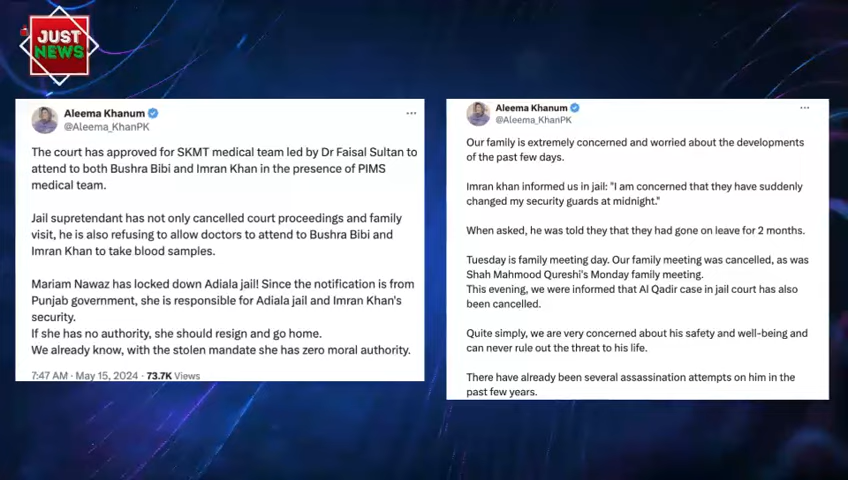 JUST
NEWS
Aleema Khanum
@Aleema_KhanPK
The court has approved for SKMT medical team led by Dr Faisal Sultan to
attend to both Bushra Bibi and Imran Khan in the presence of PIMS
medical team.
Jail supretendant has not only cancelled court proceedings and family
visit, he is also refusing to allow doctors to attend to Bushra Bibi and
Imran Khan to take blood samples.
Mariam Nawaz has locked down Adiala jail! Since the notification is from
Punjab government, she is responsible for Adiala jail and Imran Khan's
security.
If she has no authority, she should resign and go home.
We already know, with the stolen mandate she has zero moral authority.
7:47 AM · May 15, 2024 · 73.7K Views
Aleema Khanum
@Aleema_KhanPK
Our family is extremely concerned and worried about the developments
of the past few days.
Imran khan informed us in jail: "I am concerned that they have suddenly
changed my security guards at midnight."
When asked, he was told they that they had gone on leave for 2 months.
Tuesday is family meeting day. Our family meeting was cancelled, as was
Shah Mahmood Qureshi's Monday family meeting.
This evening, we were informed that Al Qadir case in jail court has also
been cancelled.
Quite simply, we are very concerned about his safety and well-being and
can never rule out the threat to his life.
There have already been several assassination attempts on him in the
past few years.